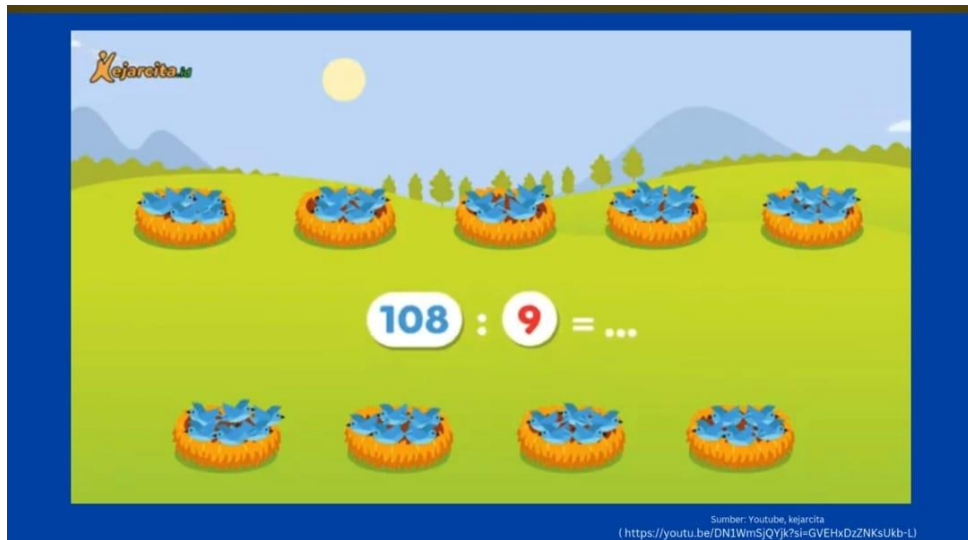 Kejarcita.id
108 : 9 = ...
Sumber: Youtube, kejarcita
( https://youtu.be/DN1WmSjQYjk?si=GVEHxDzZNKsUkb-L)